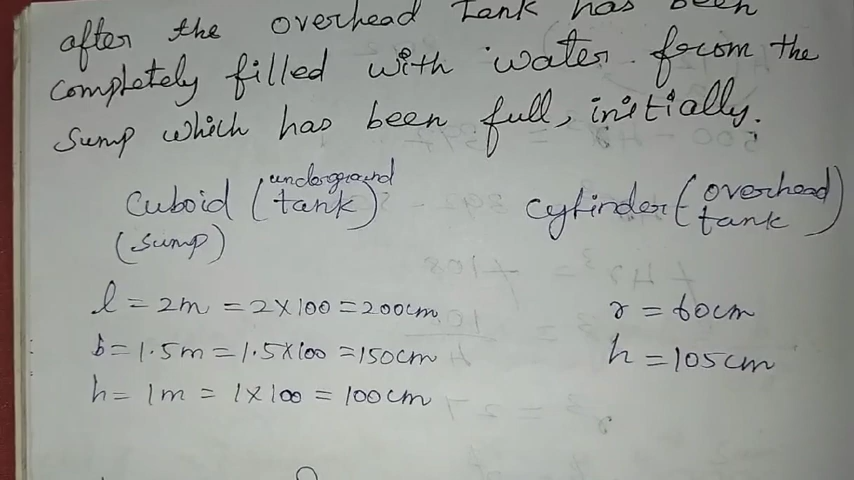 after the overhead tank has been
completely filled with water from the
sump which has been full, initially.
cuboid (underground tank)
(sump)
cylinder (overhead tank)
l = 2m = 2×100 = 200cm
b = 1.5m = 1.5×100 = 150cm
h = 1m = 1×100 = 100cm
r = 60cm
h = 105cm